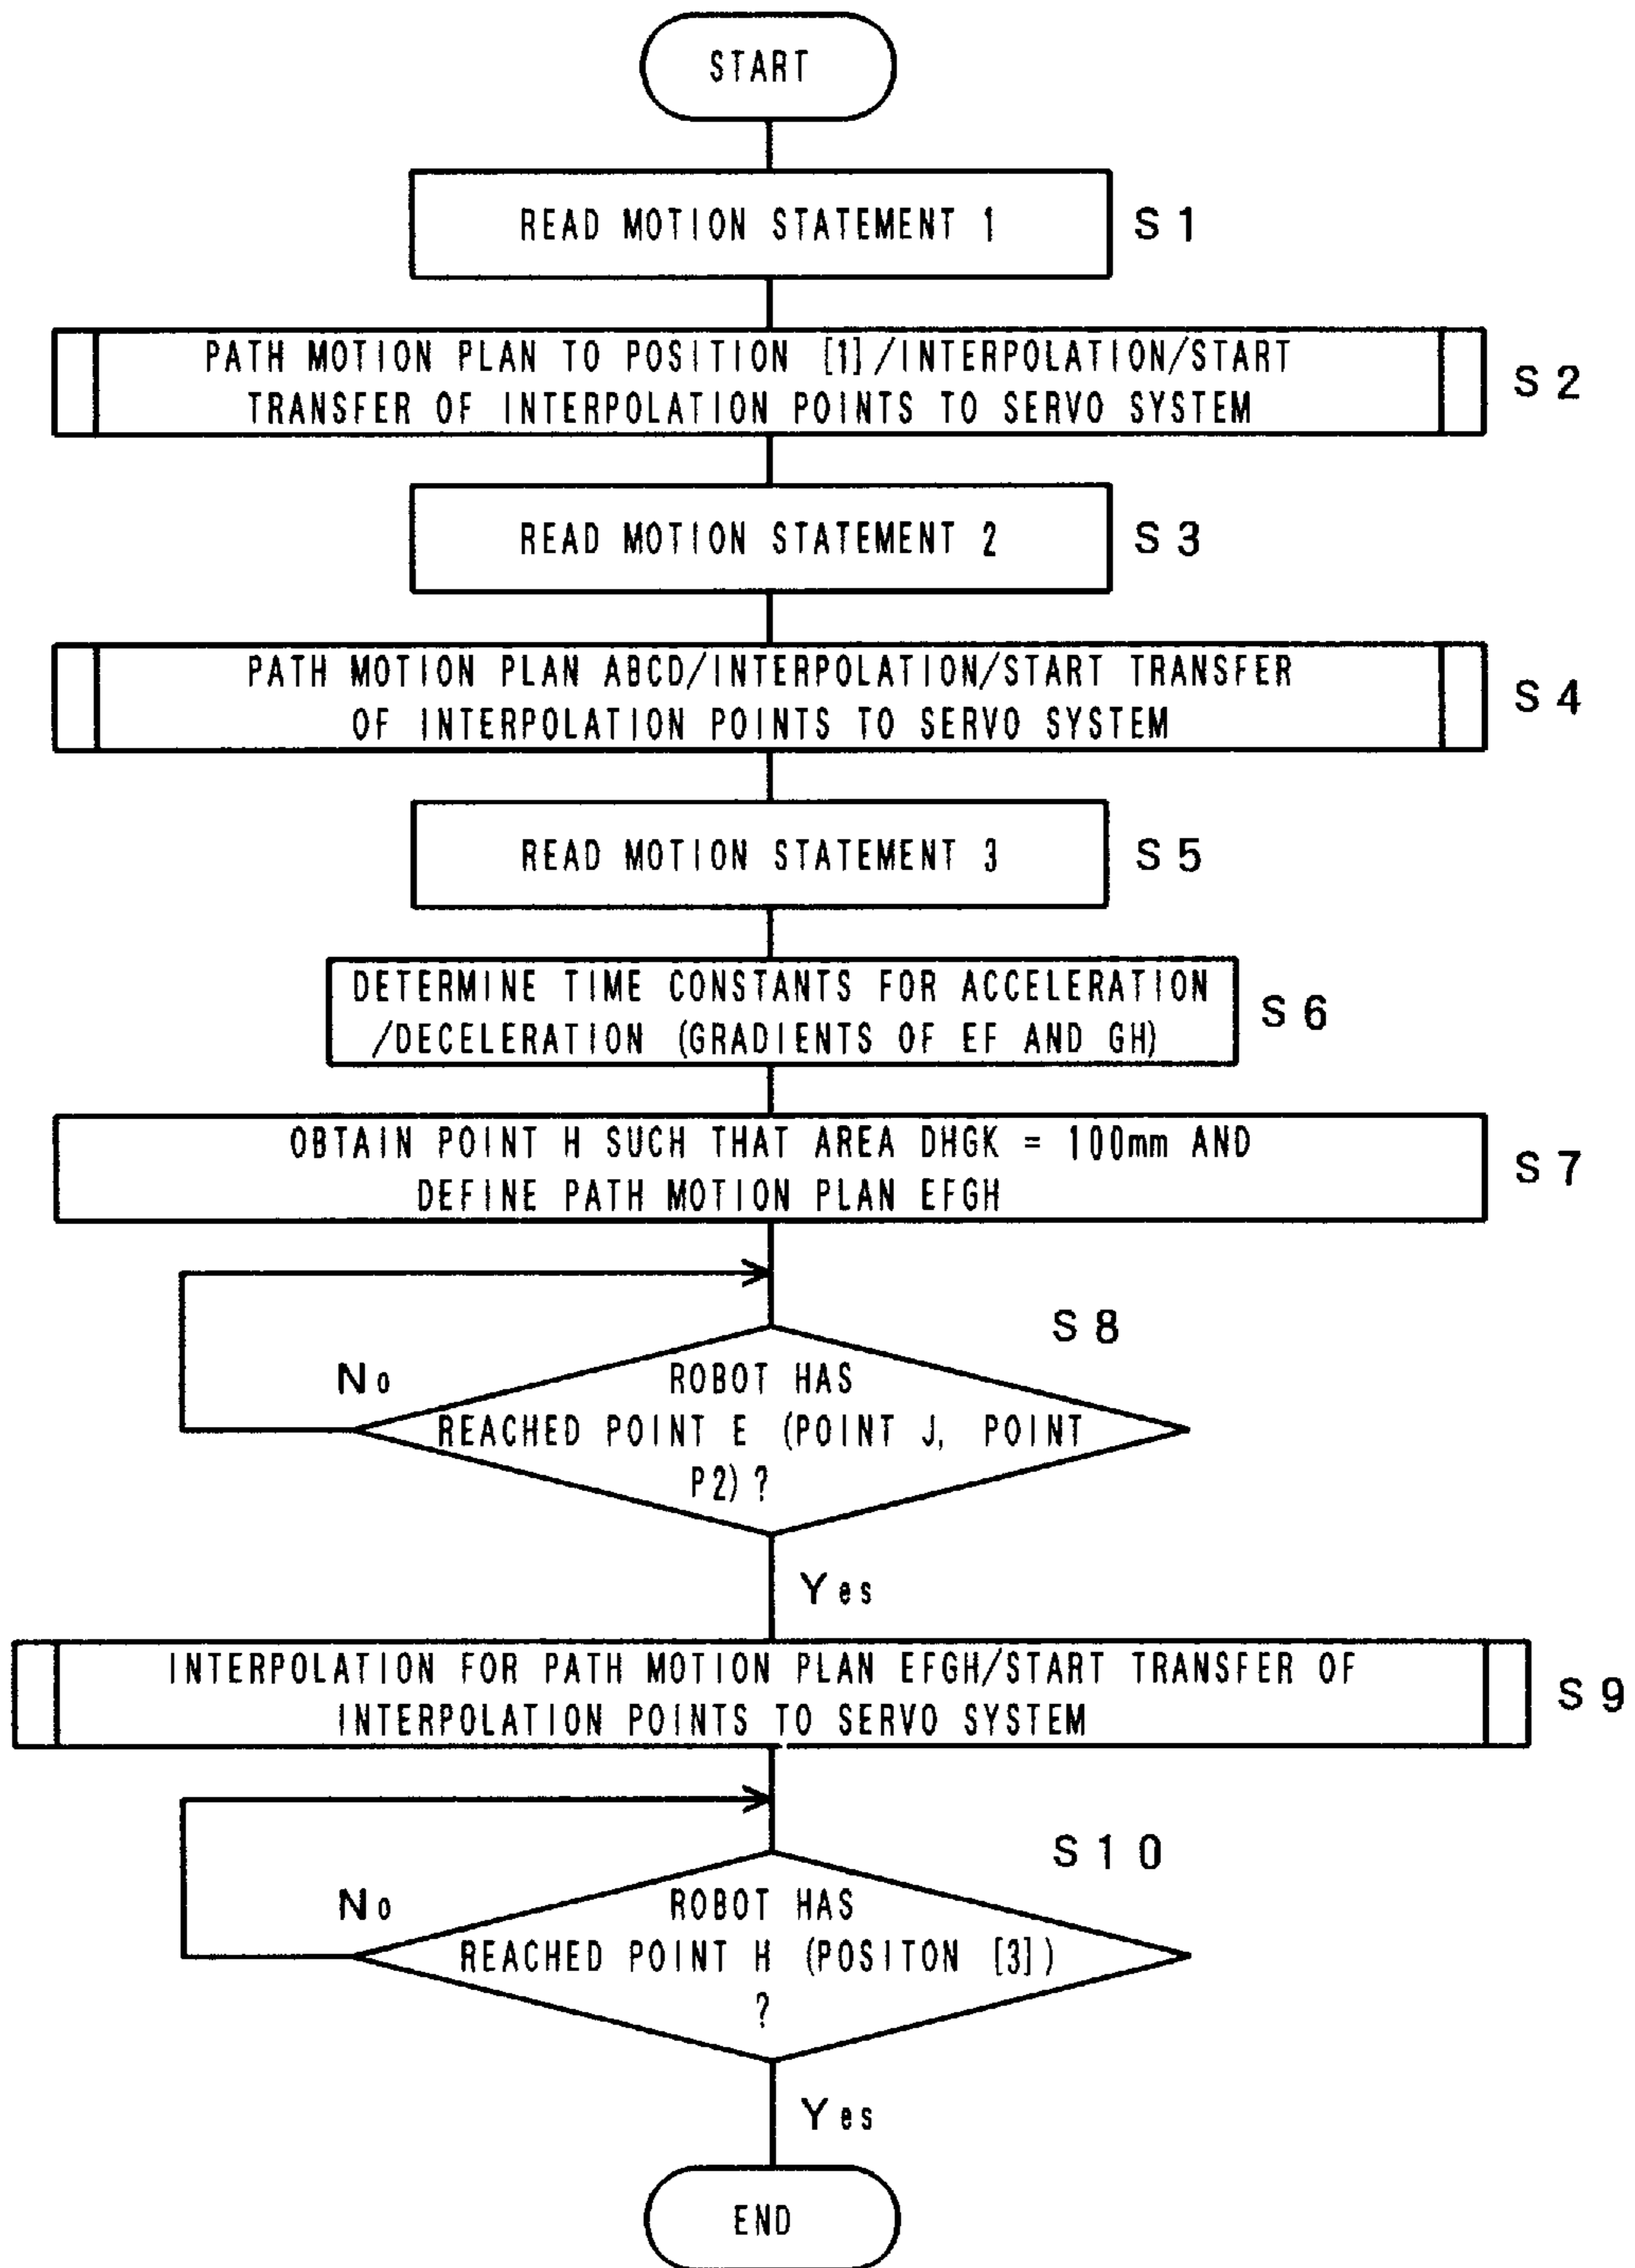 START
READ MOTION STATEMENT 1
S1
PATH MOTION PLAN TO POSITION [1]/INTERPOLATION/START
TRANSFER OF INTERPOLATION POINTS TO SERVO SYSTEM
S2
READ MOTION STATEMENT 2
S3
PATH MOTION PLAN ABCD/INTERPOLATION/START TRANSFER
OF INTERPOLATION POINTS TO SERVO SYSTEM
S4
READ MOTION STATEMENT 3
S5
DETERMINE TIME CONSTANTS FOR ACCELERATION
/DECELERATION (GRADIENTS OF EF AND GH)
S6
OBTAIN POINT H SUCH THAT AREA DHGK = 100mm AND
DEFINE PATH MOTION PLAN EFGH
S7
S8
No
ROBOT HAS
REACHED POINT E (POINT J, POINT
P2)?
Yes
INTERPOLATION FOR PATH MOTION PLAN EFGH/START TRANSFER OF
INTERPOLATION POINTS TO SERVO SYSTEM
S9
S10
No
ROBOT HAS
REACHED POINT H (POSITON [3])
?
Yes
END